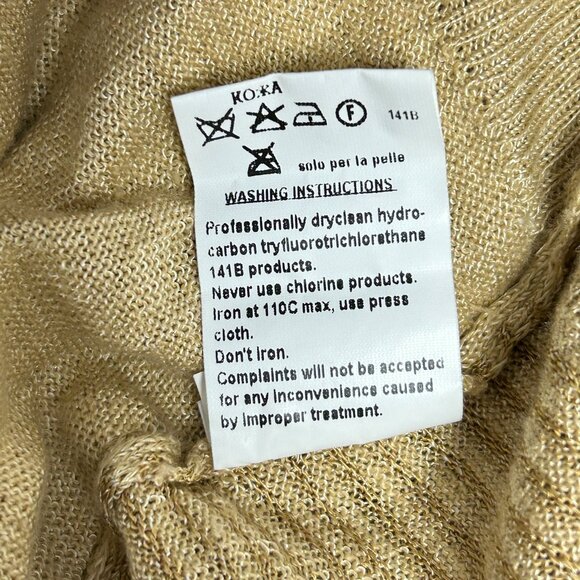 KO:KA
F 141B
solo per la pelle
WASHING INSTRUCTIONS
Professionally dryclean hydro-
carbon tryfluorotrichlorethane
141B products.
Never use chlorine products.
Iron at 110C max, use press
cloth.
Don't iron.
Complaints will not be accepted
for any inconvenience caused
by improper treatment.